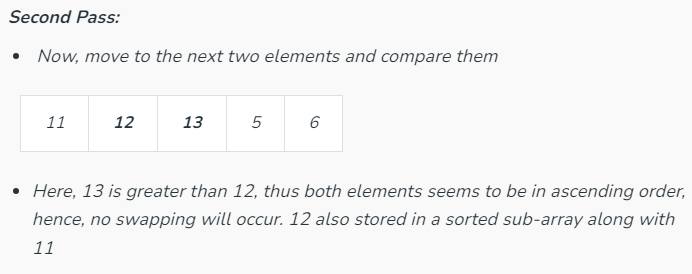 Second Pass:
Now, move to the next two elements and compare them
11 12 13 5 6
Here, 13 is greater than 12, thus both elements seems to be in ascending order,
hence, no swapping will occur. 12 also stored in a sorted sub-array along with
11